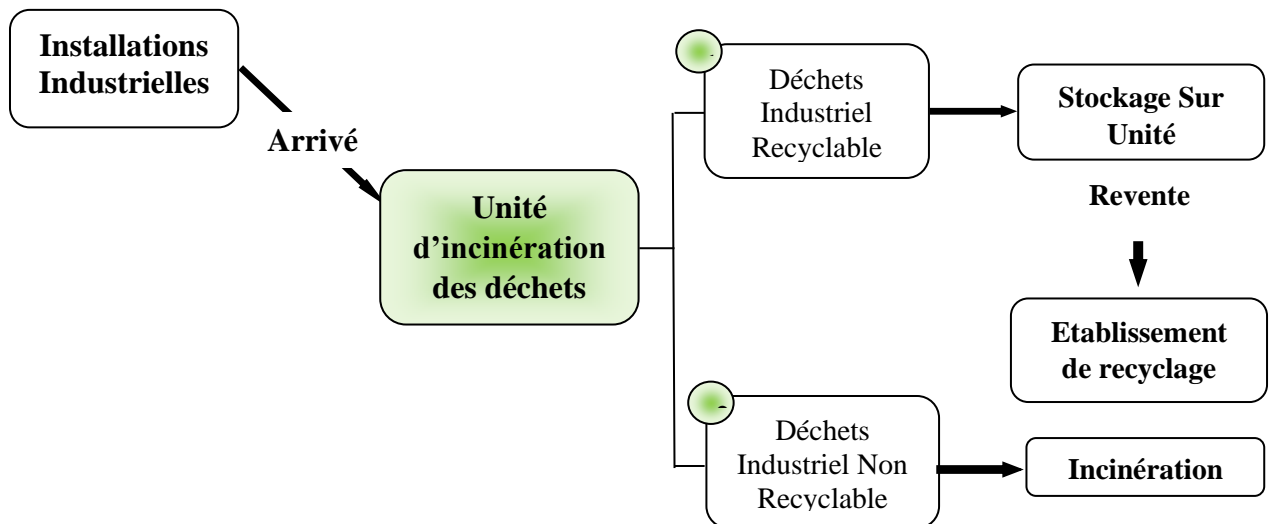 Installations
Industrielles
Arrivé
Unité
d’incinération
des déchets
Déchets
Industriel
Recyclable
Stockage Sur
Unité
Revente
Etablissement
de recyclage
Déchets
Industriel Non
Recyclable
Incinération